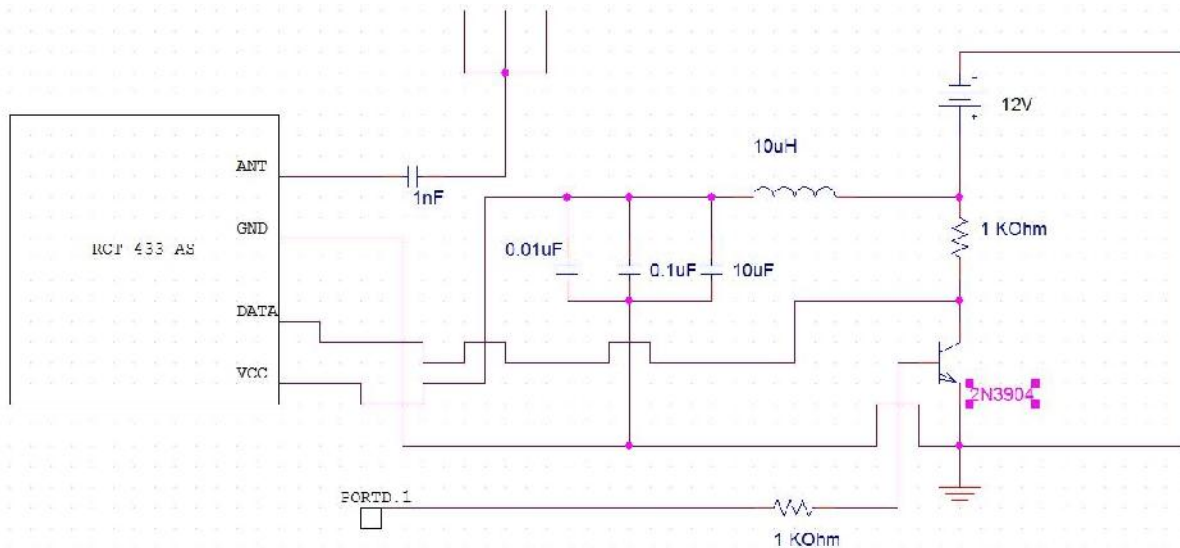 12V
10uH
ANT
1nF
GND
1 KOhm
RCT 433 AS
0.01uF
0.1uF
10uF
DATA
VCC
2N3904
PORTD.1
1 KOhm